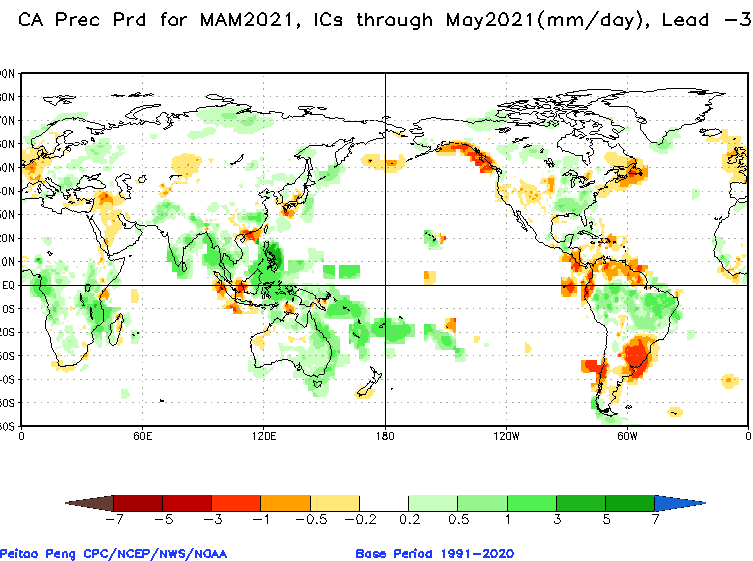 CA Prec Prd for MAM2021, ICs through May2021(mm/day), Lead −3
90N
80N
70N
60N
50N
40N
30N
20N
10N
EQ
10S
20S
30S
40S
50S
60S
0 60E 120E 180 120W 60W 0
−7 −5 −3 −1 −0.5 −0.2 0.2 0.5 1 3 5 7
Peitao Peng CPC/NCEP/NWS/NOAA Base Period 1991−2020